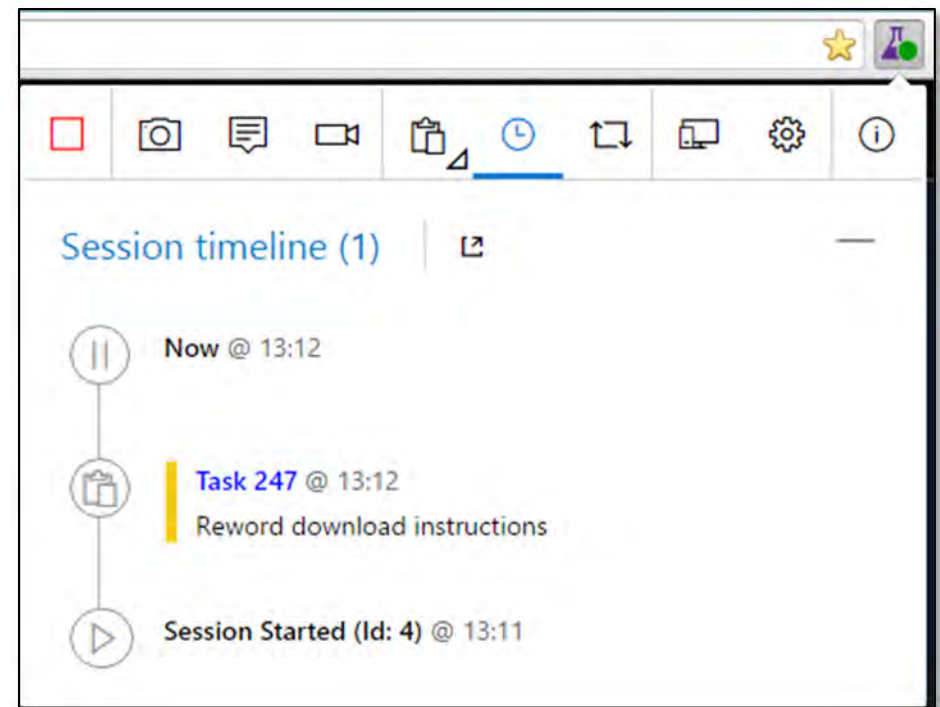 Session timeline (1)
Now @ 13:12
Task 247 @ 13:12
Reword download instructions
Session Started (Id: 4) @ 13:11